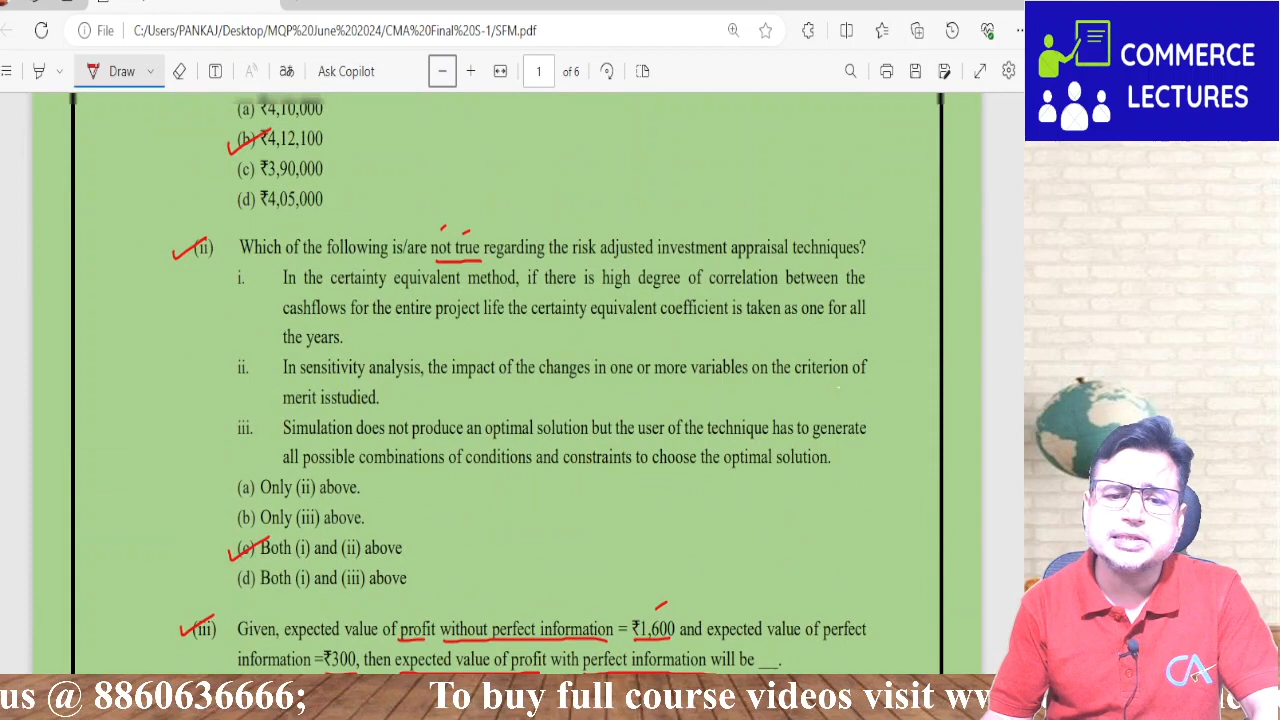 File C:/Users/PANKAJ/Desktop/MQP%20June%202024/CMA%20Final%20S-1/SFM.pdf
Draw
Ask Copilot
1 of 6
COMMERCE
LECTURES
(a) ₹4,10,000
(b) ₹4,12,100
(c) ₹3,90,000
(d) ₹4,05,000
(ii) Which of the following is/are not true regarding the risk adjusted investment appraisal techniques?
i. In the certainty equivalent method, if there is high degree of correlation between the
cashflows for the entire project life the certainty equivalent coefficient is taken as one for all
the years.
ii. In sensitivity analysis, the impact of the changes in one or more variables on the criterion of
merit isstudied.
iii. Simulation does not produce an optimal solution but the user of the technique has to generate
all possible combinations of conditions and constraints to choose the optimal solution.
(a) Only (ii) above.
(b) Only (iii) above.
(c) Both (i) and (ii) above
(d) Both (i) and (iii) above
(iii) Given, expected value of profit without perfect information = ₹1,600 and expected value of perfect
information =₹300, then expected value of profit with perfect information will be __.
CA
us @ 8860636666; To buy full course videos visit